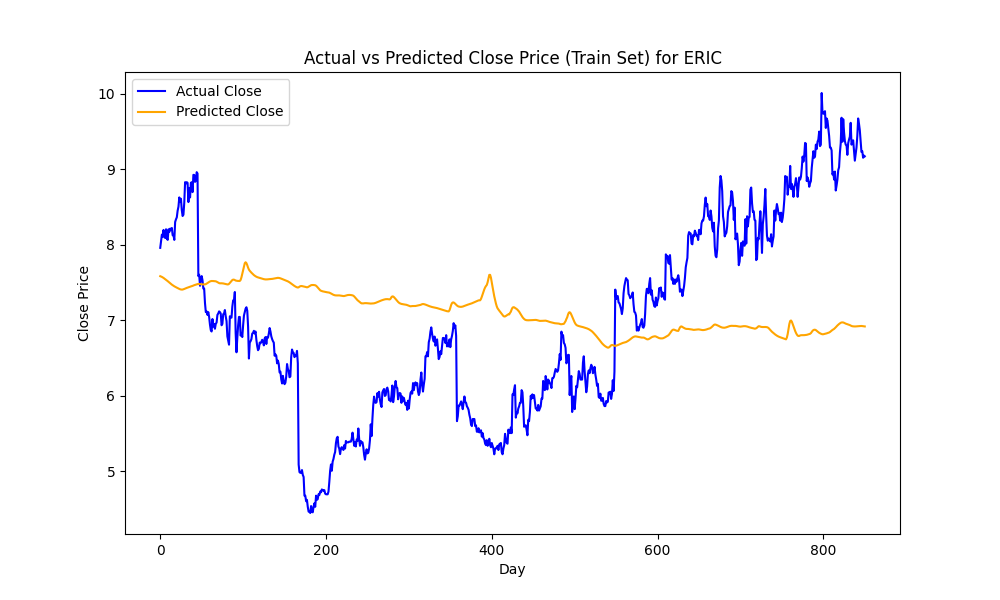 Actual vs Predicted Close Price (Train Set) for ERIC
Actual Close
Predicted Close
10
9
8
7
6
5
Close Price
0
200
400
600
800
Day